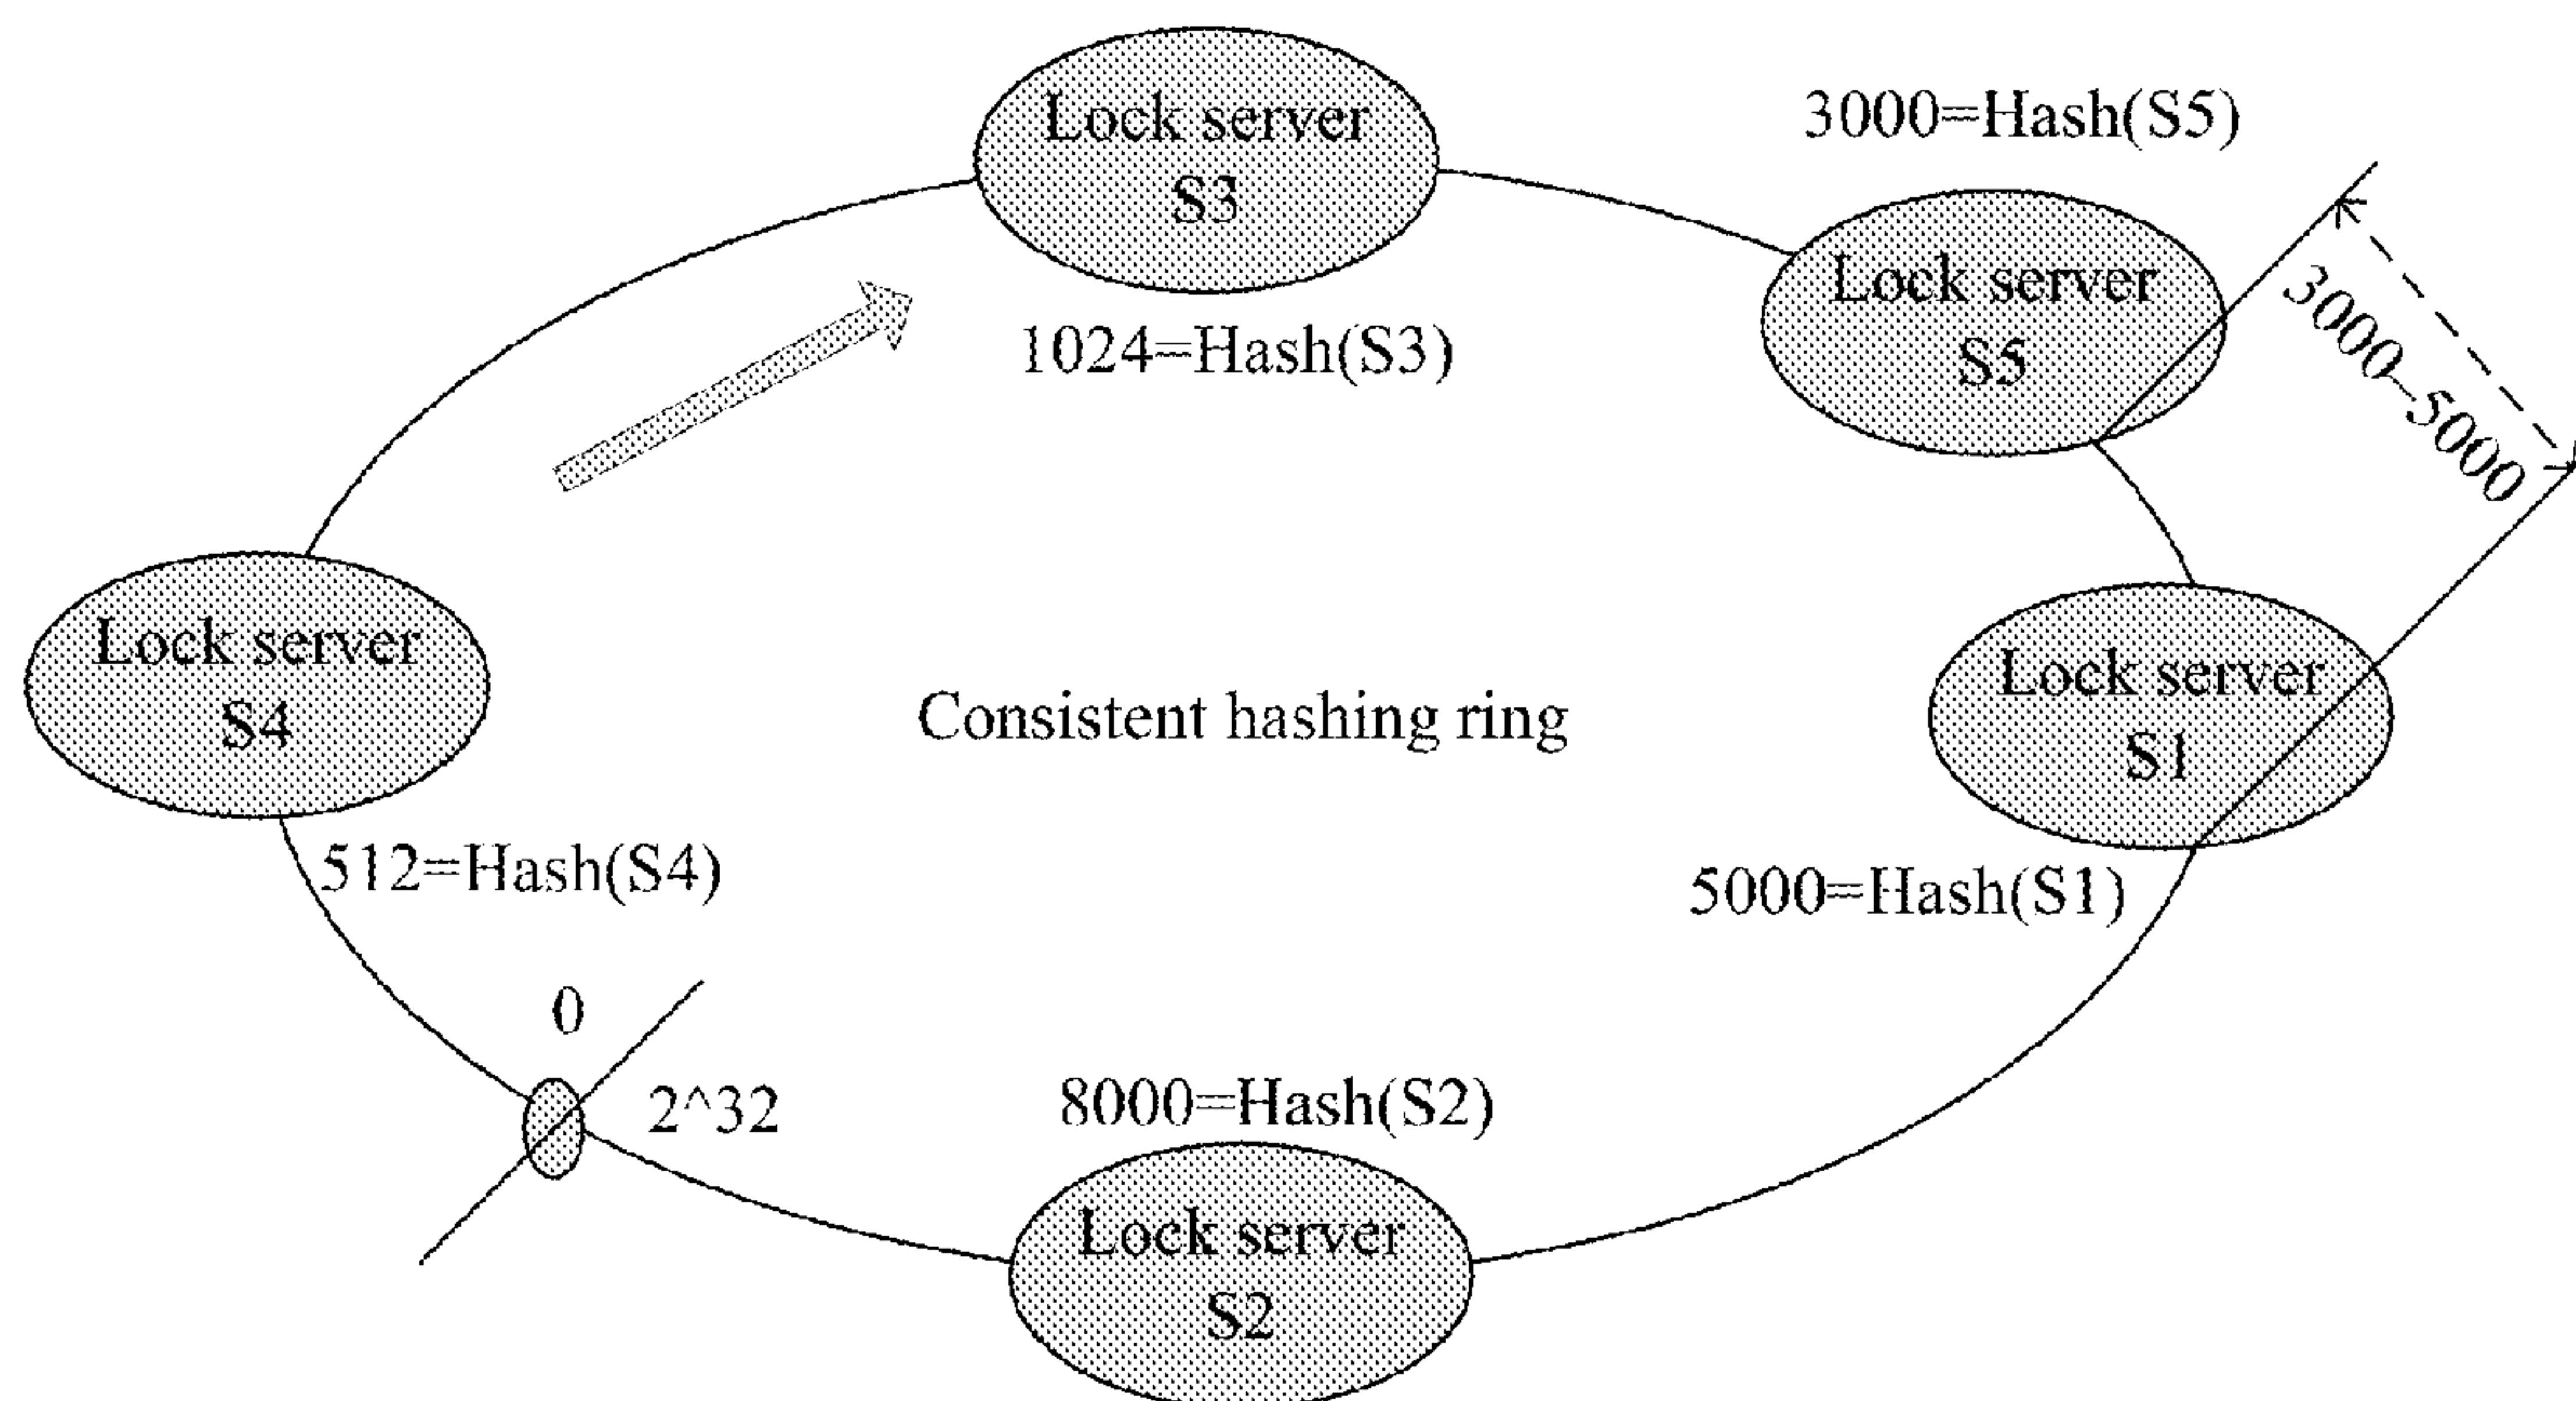 Lock server
S3
3000=Hash(S5)
Lock server
S5
3000–5000
1024=Hash(S3)
Lock server
S4
Consistent hashing ring
Lock server
S1
512=Hash(S4)
5000=Hash(S1)
0
2^32
8000=Hash(S2)
Lock server
S2